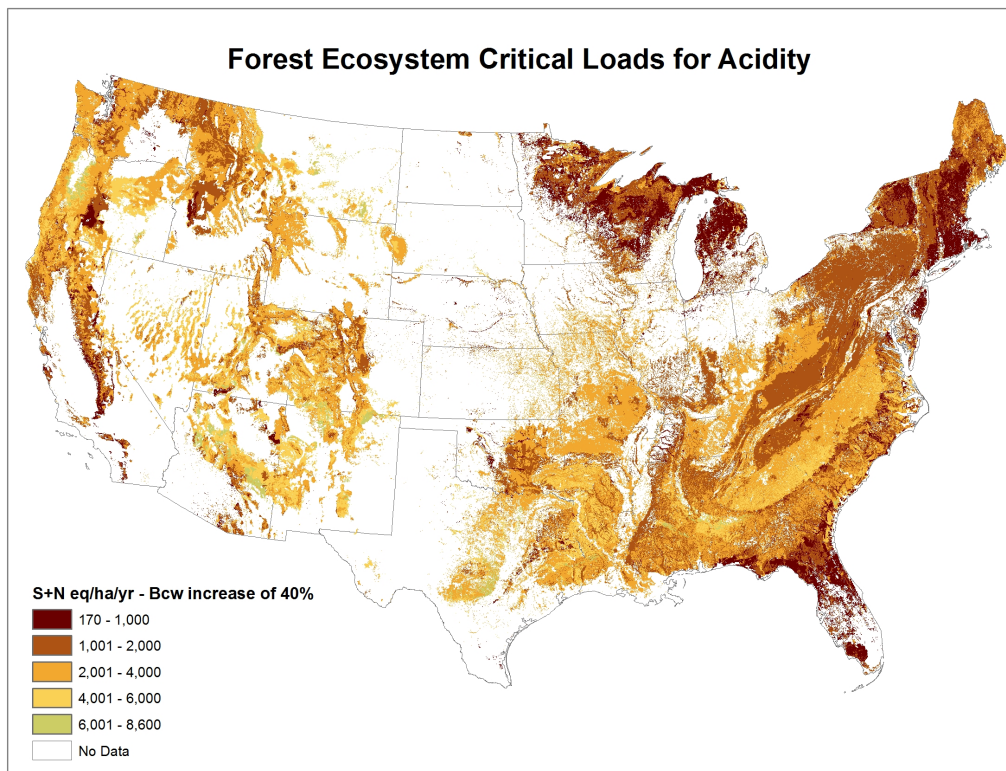 Forest Ecosystem Critical Loads for Acidity
S+N eq/ha/yr - Bcw increase of 40%
170 - 1,000
1,001 - 2,000
2,001 - 4,000
4,001 - 6,000
6,001 - 8,600
No Data